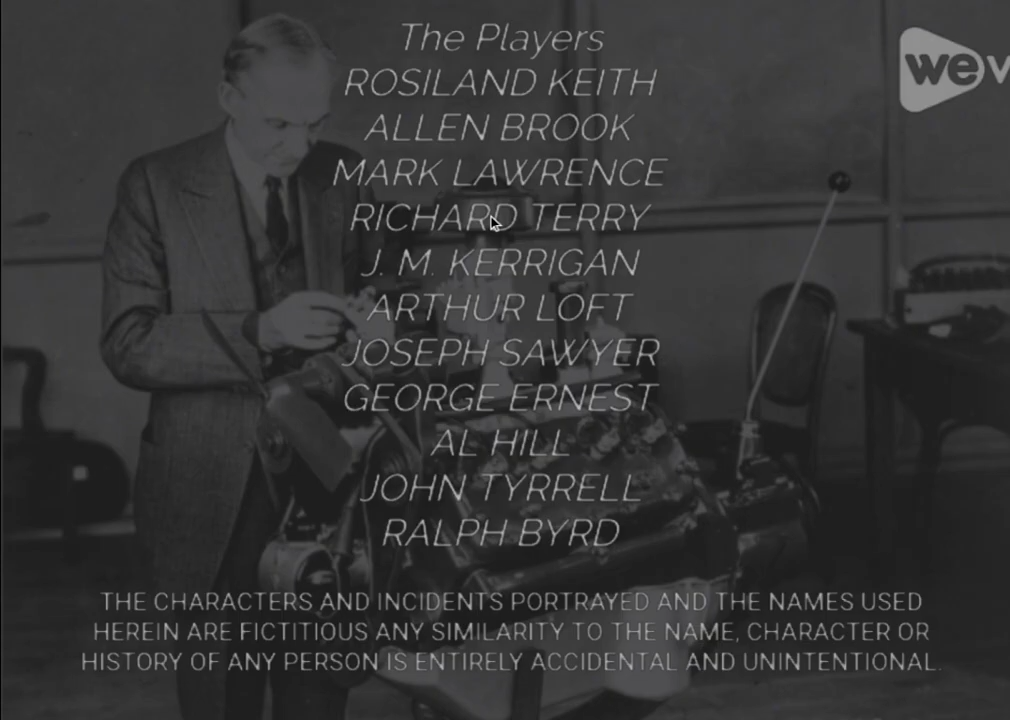 The Players
ROSILAND KEITH
ALLEN BROOK
MARK LAWRENCE
RICHARD TERRY
J. M. KERRIGAN
ARTHUR LOFT
JOSEPH SAWYER
GEORGE ERNEST
AL HILL
JOHN TYRRELL
RALPH BYRD
THE CHARACTERS AND INCIDENTS PORTRAYED AND THE NAMES USED
HEREIN ARE FICTITIOUS ANY SIMILARITY TO THE NAME, CHARACTER OR
HISTORY OF ANY PERSON IS ENTIRELY ACCIDENTAL AND UNINTENTIONAL.
we